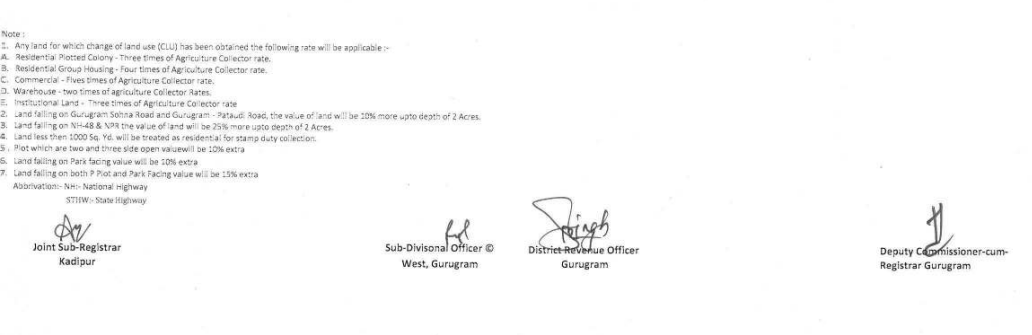 Note :
1. Any land for which change of land use (CLU) has been obtained the following rate will be applicable :-
A. Residential Plotted Colony - Three times of Agriculture Collector rate.
B. Residential Group Housing - Four times of Agriculture Collector rate.
C. Commercial - Fives times of Agriculture Collector rate.
D. Warehouse - two times of agriculture Collector Rates.
E. Institutional Land - Three times of Agriculture Collector rate
2. Land falling on Gurugram Sohna Road and Gurugram - Pataudi Road, the value of land will be 10% more upto depth of 2 Acres.
3. Land falling on NH-48 & NPR the value of land will be 25% more upto depth of 2 Acres.
4. Land less then 1000 Sq. Yd. will be treated as residential for stamp duty collection.
5 . Plot which are two and three side open valuewill be 10% extra
6. Land falling on Park facing value will be 10% extra
7. Land falling on both P Plot and Park Facing value will be 15% extra
Abbrivation:- NH:- National Highway
STHW:- State Highway
Joint Sub-Registrar
Kadipur
Sub-Divisonal Officer ©
West, Gurugram
Singh
District Revenue Officer
Gurugram
Deputy Commissioner-cum-
Registrar Gurugram